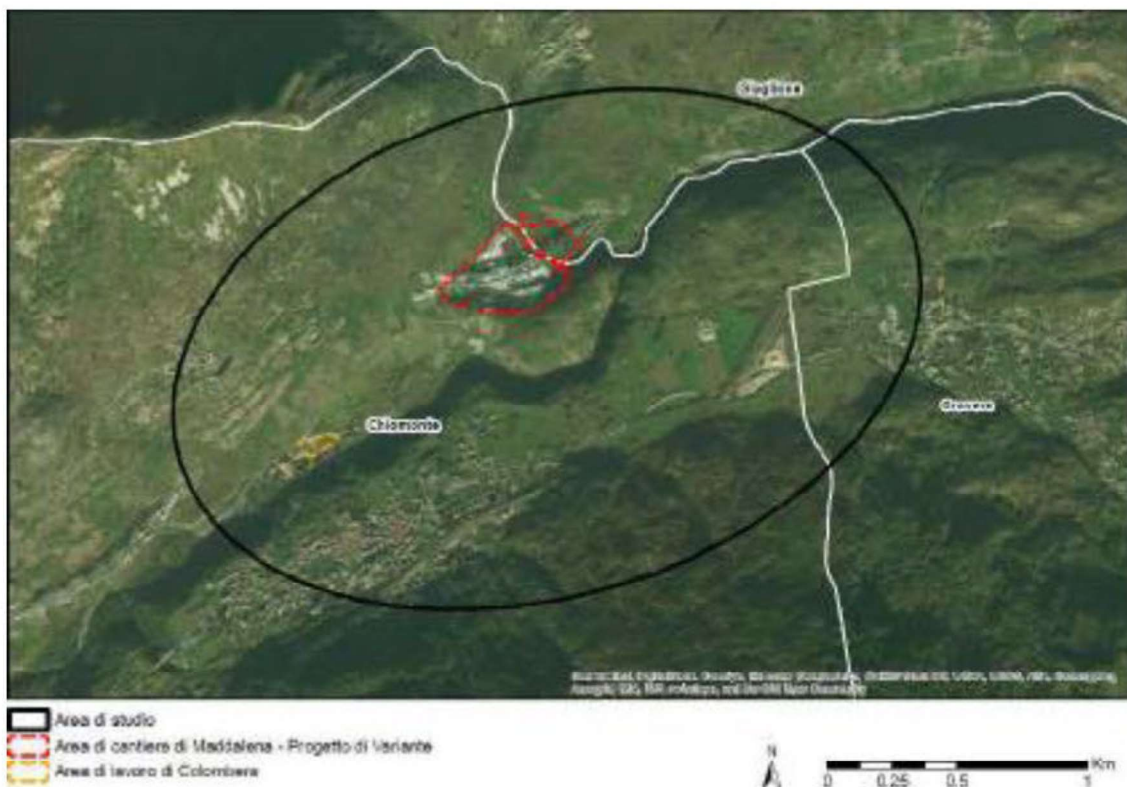 Giaglione
Chiomonte
Gravere
Area di studio
Area di cantiere di Maddalena - Progetto di Variante
Area di lavoro di Colombera
N
Km
0 0.25 0.5 1